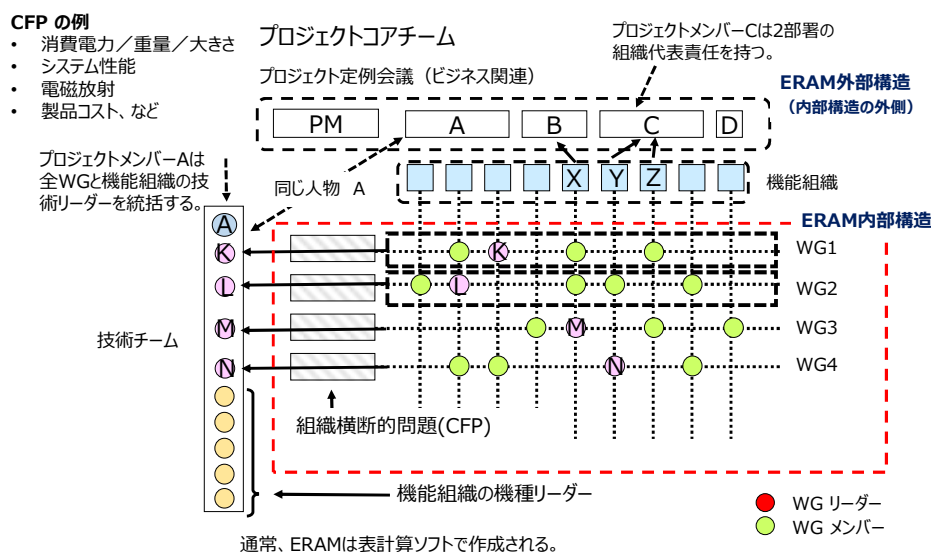 CFP の例
• 消費電力／重量／大きさ
• システム性能
• 電磁放射
• 製品コスト、など
プロジェクトコアチーム
プロジェクト定例会議（ビジネス関連）
プロジェクトメンバーCは2部署の
組織代表責任を持つ。
ERAM外部構造
（内部構造の外側）
PM
A
B
C
D
プロジェクトメンバーAは
全WGと機能組織の技
術リーダーを統括する。
同じ人物 A
X
Y
Z
機能組織
ERAM内部構造
A
K
K
WG1
L
L
WG2
技術チーム
M
M
WG3
N
N
WG4
組織横断的問題(CFP)
機能組織の機種リーダー
WG リーダー
WG メンバー
通常、ERAMは表計算ソフトで作成される。